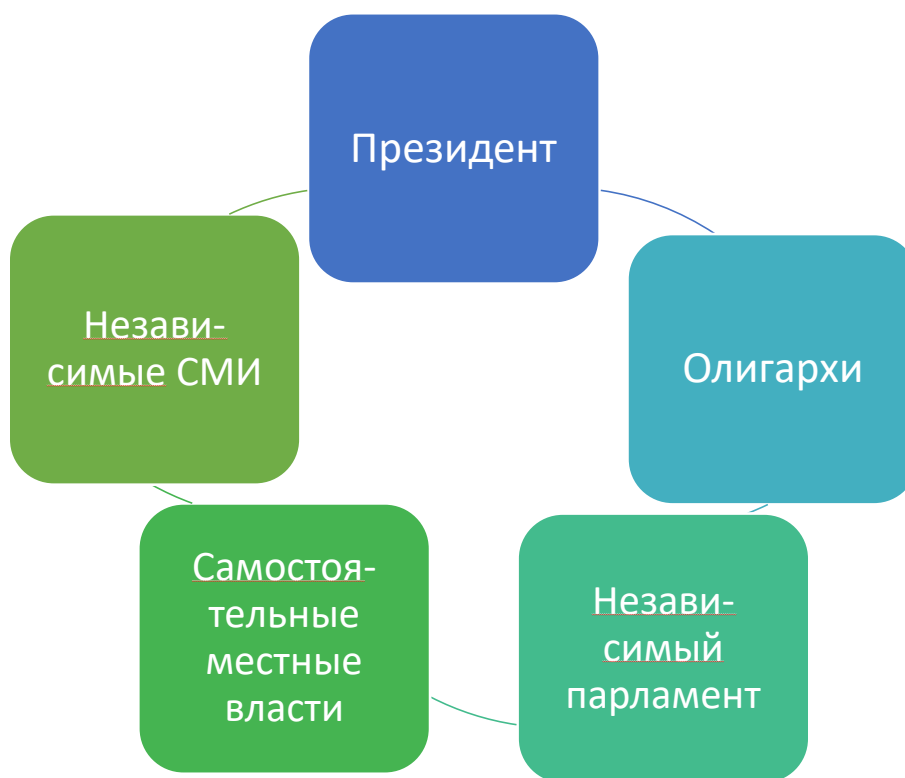 Президент
Олигархи
Незави-
симый
парламент
Самостоя-
тельные
местные
власти
Незави-
симые СМИ